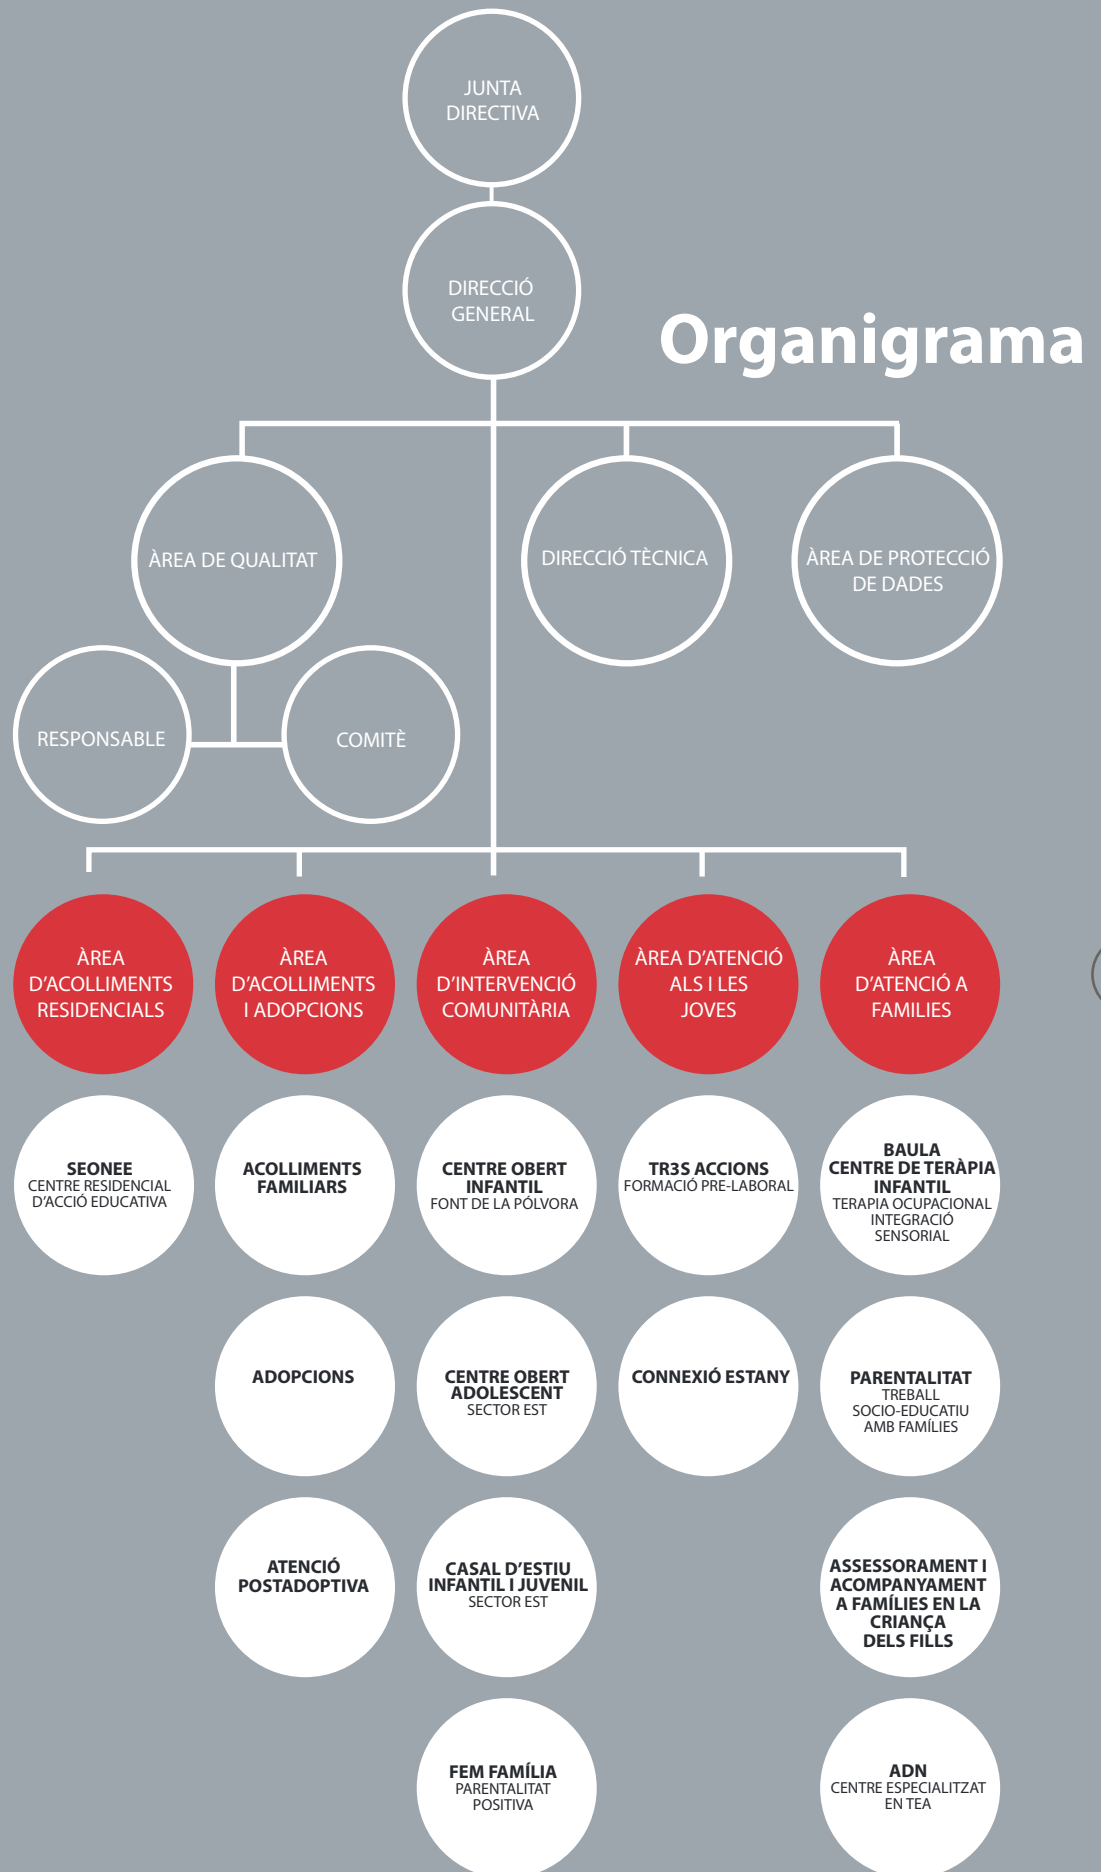 JUNTA
DIRECTIVA
DIRECCIÓ
GENERAL
Organigrama
ÀREA DE QUALITAT
DIRECCIÓ TÈCNICA
ÀREA DE PROTECCIÓ
DE DADES
RESPONSABLE
COMITÈ
ÀREA
D'ACOLLIMENTS
RESIDENCIALS
ÀREA
D'ACOLLIMENTS
I ADOPCIONS
ÀREA
D'INTERVENCIÓ
COMUNITÀRIA
ÀREA D'ATENCIÓ
ALS I LES
JOVES
ÀREA
D'ATENCIÓ A
FAMILIES
SEONEE
CENTRE RESIDENCIAL
D'ACCIÓ EDUCATIVA
ACOLLIMENTS
FAMILIARS
CENTRE OBERT
INFANTIL
FONT DE LA PÓLVORA
TR3S ACCIONS
FORMACIÓ PRE-LABORAL
BAULA
CENTRE DE TERÀPIA
INFANTIL
TERAPIA OCUPACIONAL
INTEGRACIÓ
SENSORIAL
ADOPCIONS
CENTRE OBERT
ADOLESCENT
SECTOR EST
CONNEXIÓ ESTANY
PARENTALITAT
TREBALL
SOCIO-EDUCATIU
AMB FAMÍLIES
ATENCIÓ
POSTADOPTIVA
CASAL D'ESTIU
INFANTIL I JUVENIL
SECTOR EST
ASSESSORAMENT I
ACOMPANYAMENT
A FAMÍLIES EN LA
CRIANÇA
DELS FILLS
FEM FAMÍLIA
PARENTALITAT
POSITIVA
ADN
CENTRE ESPECIALITZAT
EN TEA